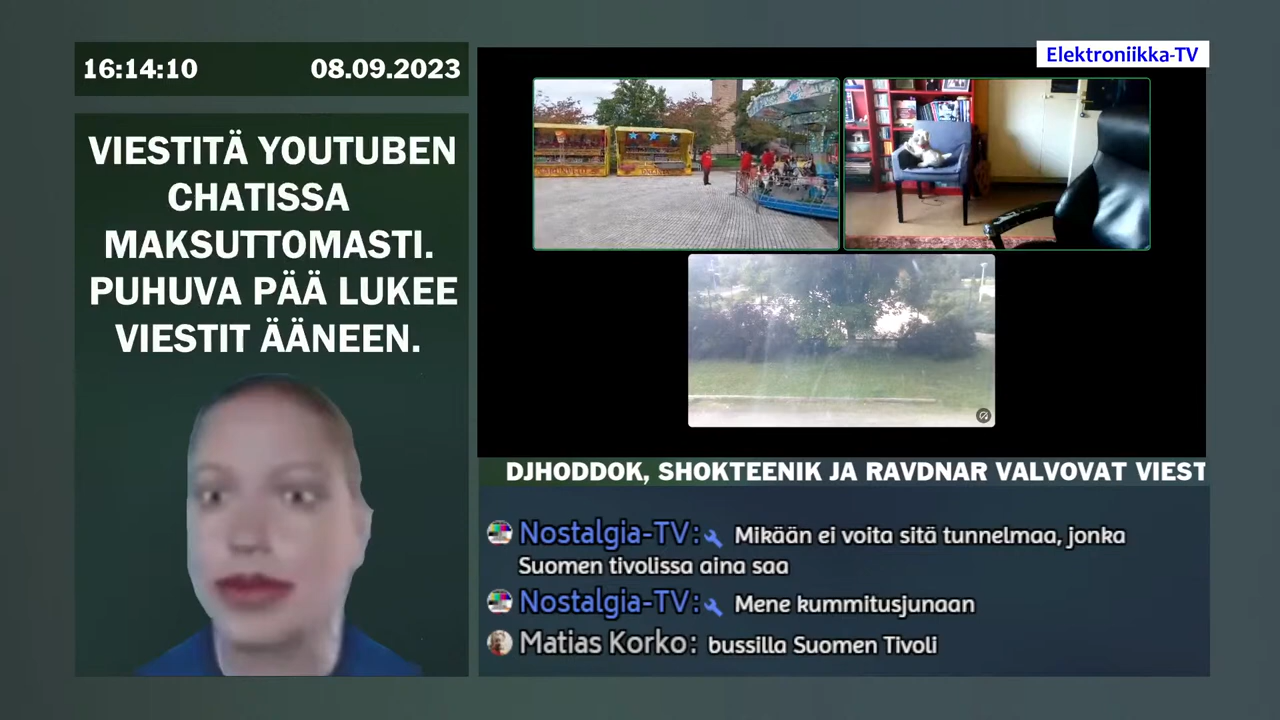 16:14:10
08.09.2023
VIESTITÄ YOUTUBEN
CHATISSA
MAKSUTTOMASTI.
PUHUVA PÄÄ LUKEE
VIESTIT ÄÄNEEN.
Elektroniikka-TV
DJHODDOK, SHOKTEENIK JA RAVDNAR VALVOVAT VIEST
Nostalgia-TV: Mikään ei voita sitä tunnelmaa, jonka
Suomen tivolissa aina saa
Nostalgia-TV: Mene kummitusjunaan
Matias Korko: bussilla Suomen Tivoli